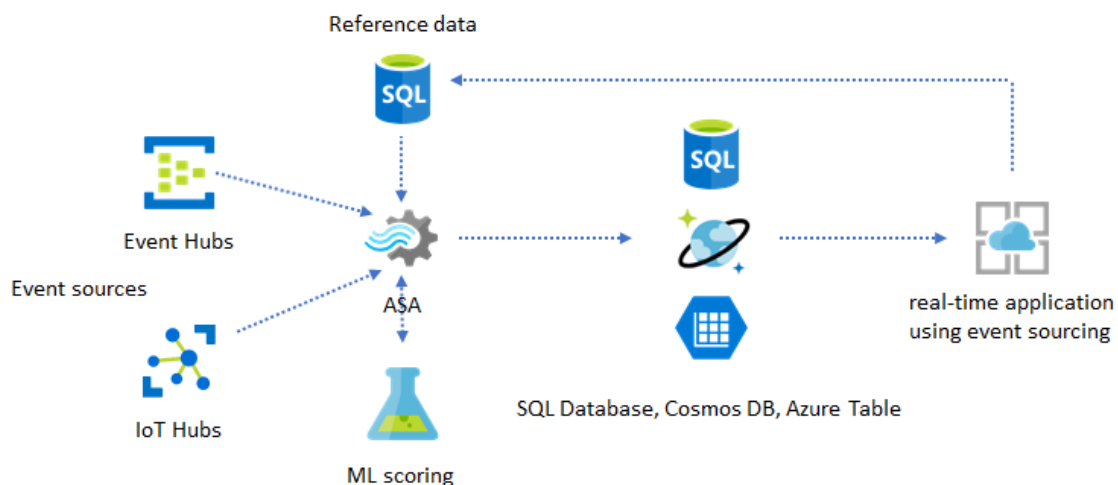 Reference data
SQL
SQL
Event Hubs
Event sources
ASA
real-time application
using event sourcing
SQL Database, Cosmos DB, Azure Table
IoT Hubs
ML scoring